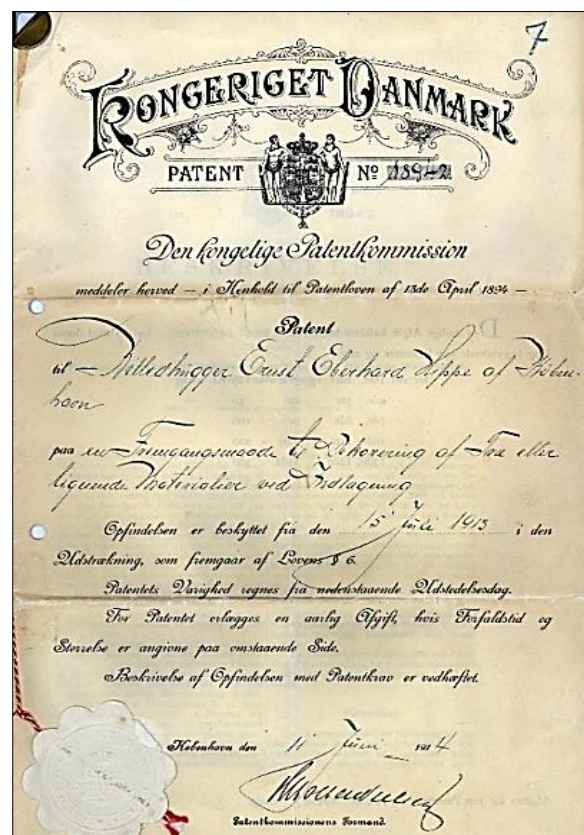 7
KONGERIGET DANMARK
PATENT Nº 18942
Den kongelige Patentkommission
meddeler herved — i Henhold til Patentloven af 13de April 1894 —
Patent
til Billedhugger Ernst Eberhard af Köben-
havn
paa en Fremgangsmaade til Dekorering af Træ eller
lignende Materialier ved Indlægning
Opfindelsen er beskyttet fra den 15 Juli 1913 i den
Udstrækning, som fremgaar af Lovens § 6.
Patentets Varighed regnes fra nedenstaaende Udstedelsesdag.
For Patentet erlægges en aarlig Afgift, hvis Forfaldstid og
Størrelse er angivne paa omstaaende Side.
Beskrivelse af Opfindelsen med Patentkrav er vedhæftet.
København den 11 Juni 1914
Patentkommissionens Formand.